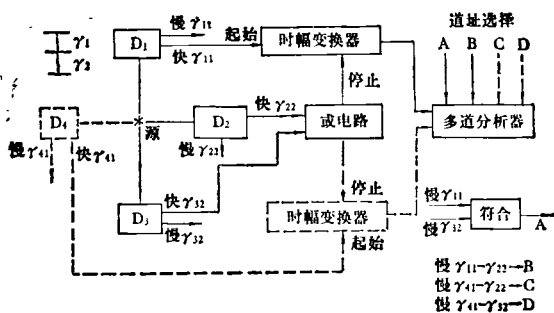 道址选择
A B C D
γ₁
γ₂
D₁
慢 γ₁₁
快 γ₁₁
起始
时幅变换器
停止
D₄
源
D₂
快 γ₂₂
慢 γ₂₂
或电路
多道分析器
慢 γ₄₁
快 γ₄₁
停止
D₃
快 γ₃₂
慢 γ₃₂
时幅变换器
起始
慢 γ₁₁
慢 γ₃₂
符合
A
慢 γ₁₁-γ₂₂→B
慢 γ₄₁-γ₂₂→C
慢 γ₄₁-γ₃₂→D